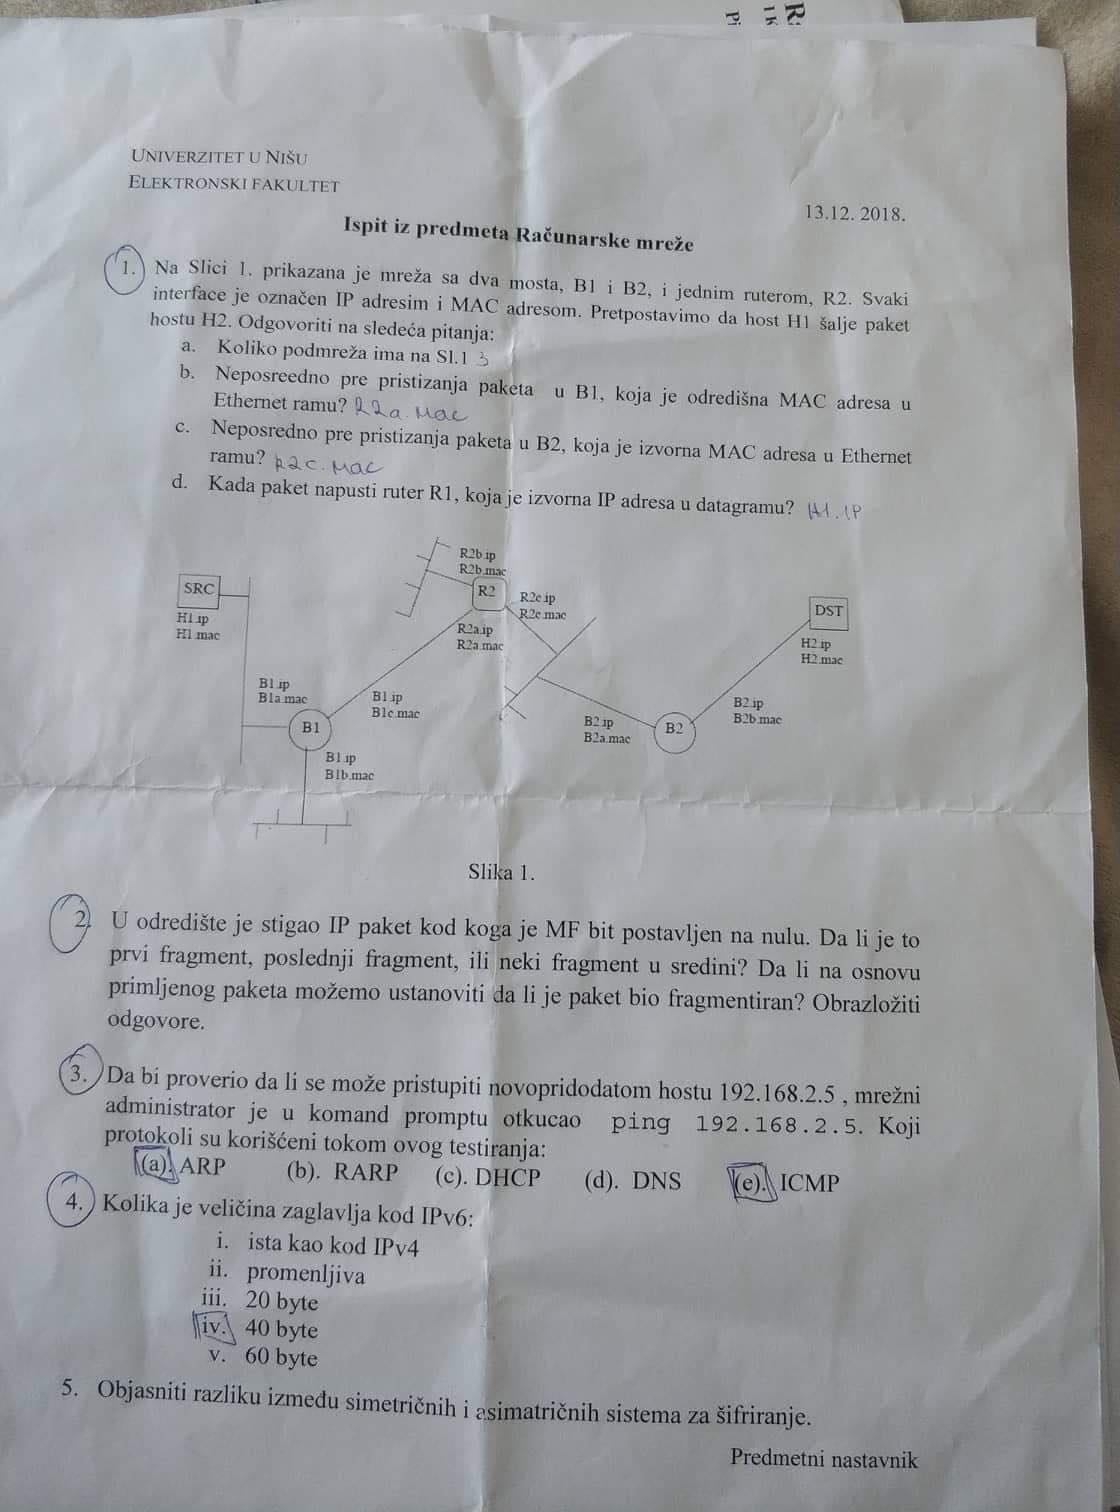 UNIVERZITET U NIŠU
ELEKTRONSKI FAKULTET
13.12. 2018.
Ispit iz predmeta Računarske mreže
1. Na Slici 1. prikazana je mreža sa dva mosta, B1 i B2, i jednim ruterom, R2. Svaki
interface je označen IP adresim i MAC adresom. Pretpostavimo da host H1 šalje paket
hostu H2. Odgovoriti na sledeća pitanja:
a. Koliko podmreža ima na Sl.1 3
b. Neposreedno pre pristizanja paketa u B1, koja je odredišna MAC adresa u
Ethernet ramu? R2a.mac
c. Neposredno pre pristizanja paketa u B2, koja je izvorna MAC adresa u Ethernet
ramu? R2c.mac
d. Kada paket napusti ruter R1, koja je izvorna IP adresa u datagramu? H1.IP
R2b.ip
R2b.mac
SRC
R2
R2c.ip
R2c.mac
DST
H1.ip
H1.mac
R2a.ip
R2a.mac
H2.ip
H2.mac
B1.ip
B1a.mac
B1.ip
B1c.mac
B2.ip
B2b.mac
B1
B2.ip
B2a.mac
B2
B1.ip
B1b.mac
Slika 1.
2. U odredište je stigao IP paket kod koga je MF bit postavljen na nulu. Da li je to
prvi fragment, poslednji fragment, ili neki fragment u sredini? Da li na osnovu
primljenog paketa možemo ustanoviti da li je paket bio fragmentiran? Obrazložiti
odgovore.
3. Da bi proverio da li se može pristupiti novopridodatom hostu 192.168.2.5 , mrežni
administrator je u komand promptu otkucao ping 192.168.2.5. Koji
protokoli su korišćeni tokom ovog testiranja:
(a). ARP (b). RARP (c). DHCP (d). DNS (e). ICMP
4. Kolika je veličina zaglavlja kod IPv6:
i. ista kao kod IPv4
ii. promenljiva
iii. 20 byte
iv. 40 byte
v. 60 byte
5. Objasniti razliku između simetričnih i asimatričnih sistema za šifriranje.
Predmetni nastavnik